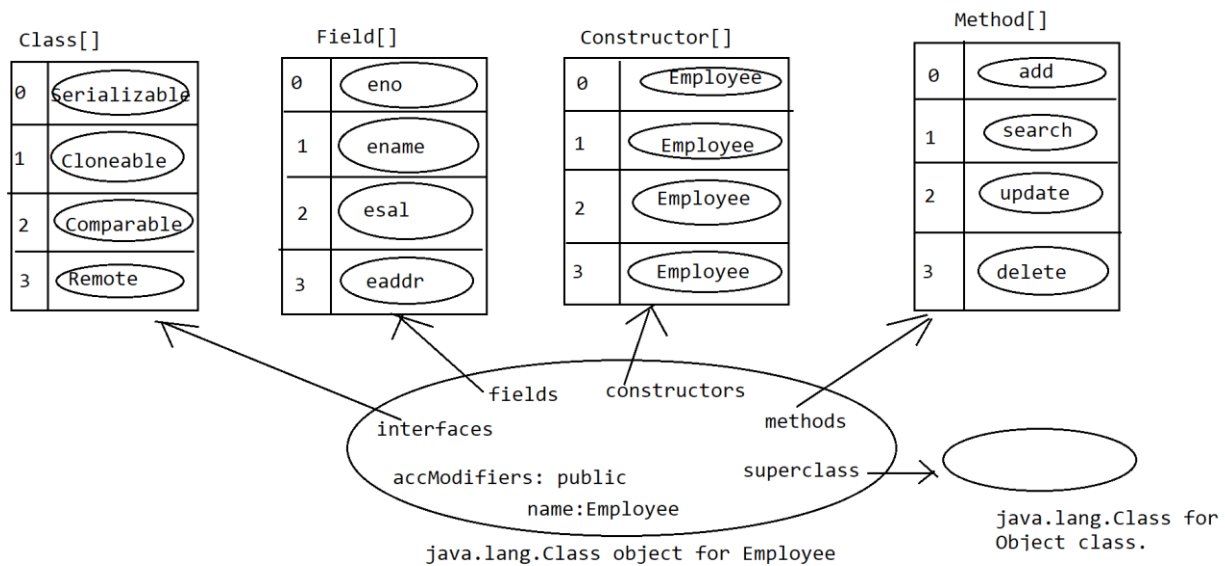 Class[]
0 Serializable
1 Cloneable
2 Comparable
3 Remote
Field[]
0 eno
1 ename
2 esal
3 eaddr
Constructor[]
0 Employee
1 Employee
2 Employee
3 Employee
Method[]
0 add
1 search
2 update
3 delete
interfaces
fields
constructors
methods
superclass
accModifiers: public
name:Employee
java.lang.Class object for Employee
java.lang.Class for
Object class.